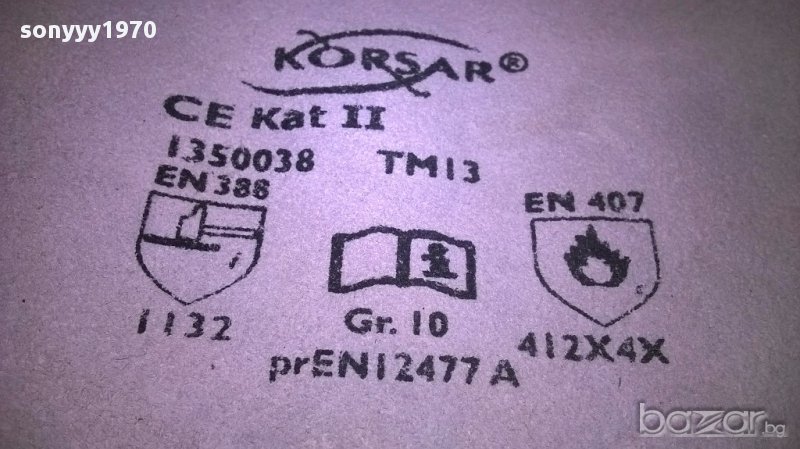 sonyyy1970
KORSAR®
CE Kat II
1350038 TM13
EN 388
EN 407
1132
Gr. 10
412X4X
prEN12477 A
bazar.bg